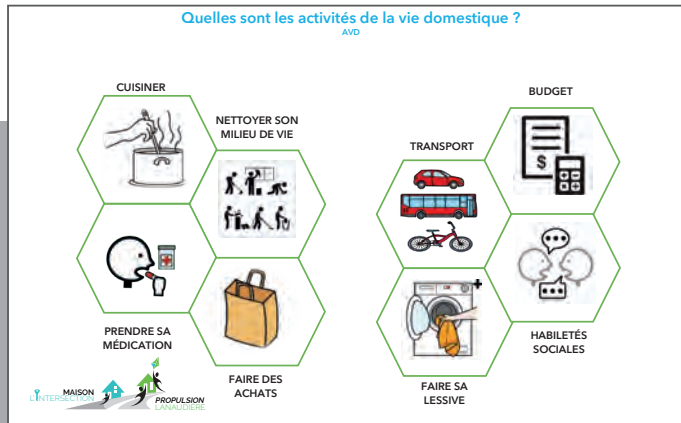 Quelles sont les activités de la vie domestique ?
AVD
CUISINER
NETTOYER SON
MILIEU DE VIE
PRENDRE SA
MÉDICATION
FAIRE DES
ACHATS
TRANSPORT
BUDGET
$
FAIRE SA
LESSIVE
HABILETÉS
SOCIALES
MAISON
L'INTERSECTION
PROPULSION
LANAUDIÈRE